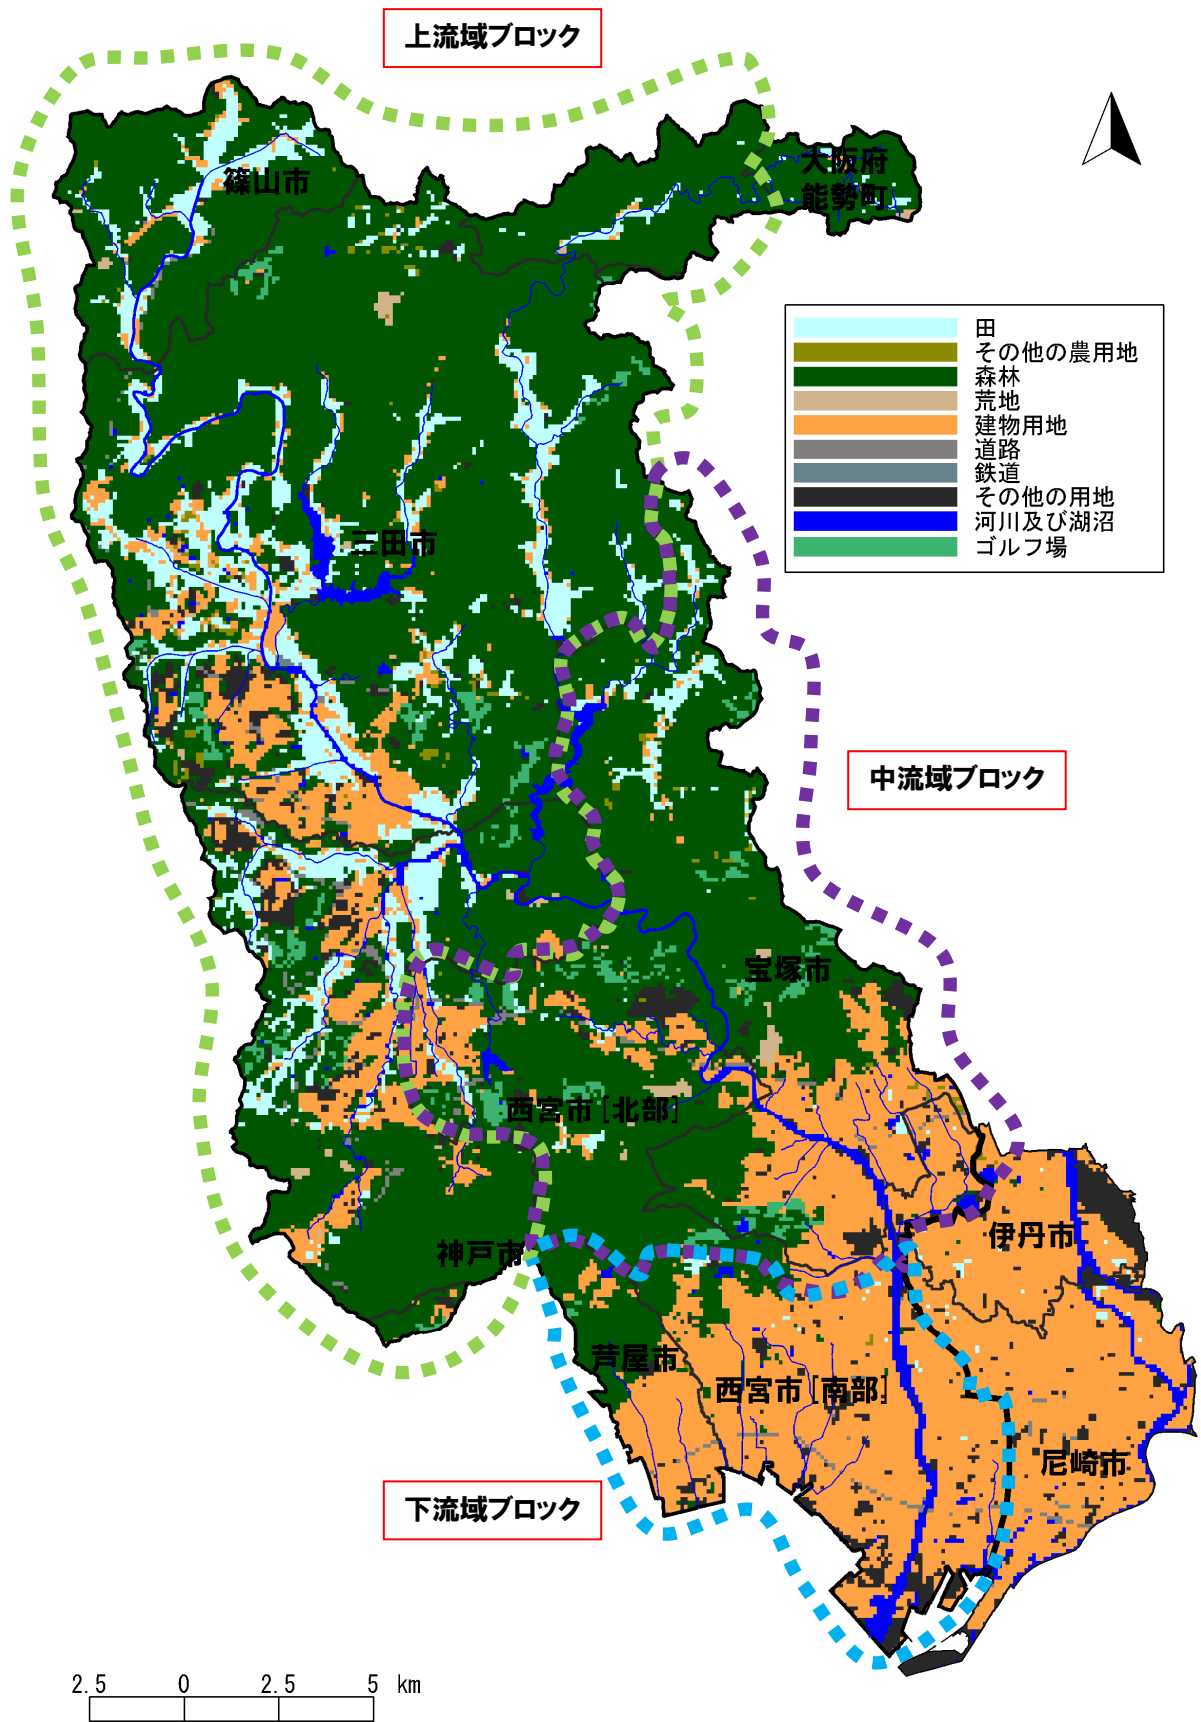 上流域ブロック
大阪府
能勢町
篠山市
田
その他の農用地
森林
荒地
建物用地
道路
鉄道
その他の用地
河川及び湖沼
ゴルフ場
三田市
中流域ブロック
宝塚市
西宮市[北部]
伊丹市
神戸市
芦屋市
西宮市[南部]
尼崎市
下流域ブロック
2.5 0 2.5 5 km